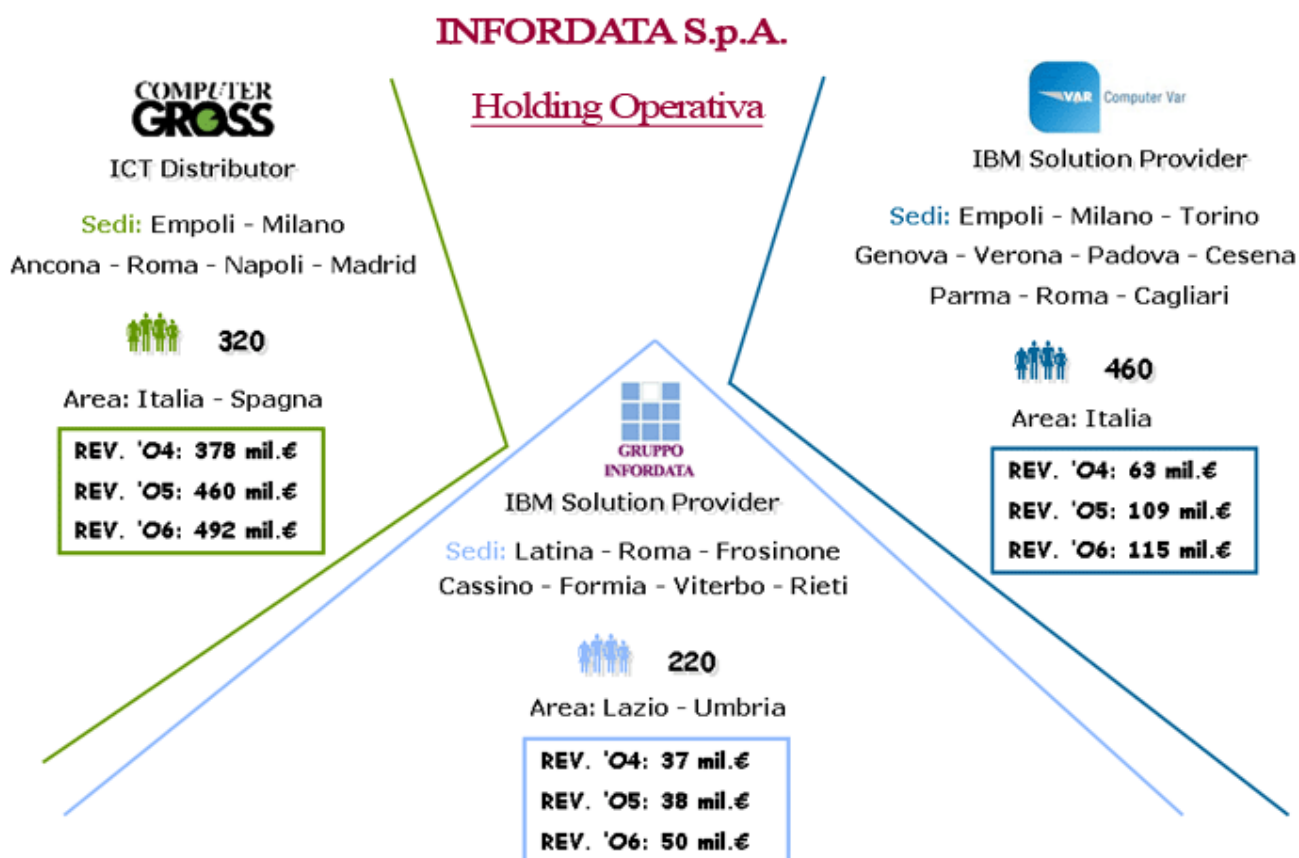 INFORDATA S.p.A.
Holding Operativa
COMPUTER
GROSS
ICT Distributor
Sedi: Empoli - Milano
Ancona - Roma - Napoli - Madrid
320
Area: Italia - Spagna
REV. '04: 378 mil.€
REV. '05: 460 mil.€
REV. '06: 492 mil.€
GRUPPO
INFORDATA
IBM Solution Provider
Sedi: Latina - Roma - Frosinone
Cassino - Formia - Viterbo - Rieti
220
Area: Lazio - Umbria
REV. '04: 37 mil.€
REV. '05: 38 mil.€
REV. '06: 50 mil.€
VAR Computer Var
IBM Solution Provider
Sedi: Empoli - Milano - Torino
Genova - Verona - Padova - Cesena
Parma - Roma - Cagliari
460
Area: Italia
REV. '04: 63 mil.€
REV. '05: 109 mil.€
REV. '06: 115 mil.€